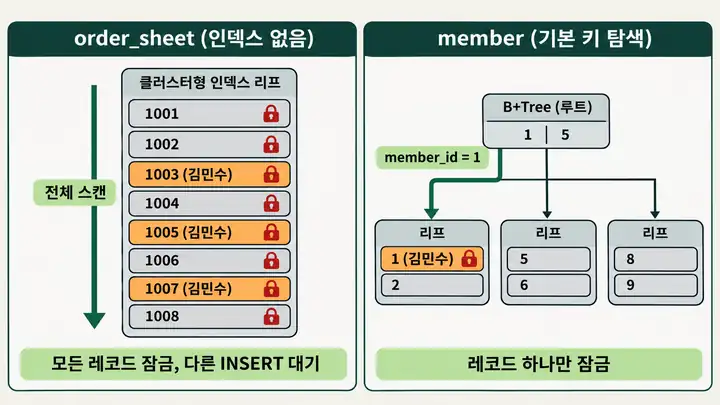 order_sheet (인덱스 없음)
클러스터형 인덱스 리프
1001
1002
1003 (김민수)
1004
1005 (김민수)
1006
1007 (김민수)
1008
전체 스캔
모든 레코드 잠금, 다른 INSERT 대기
member (기본 키 탐색)
B+Tree (루트)
1 | 5
member_id = 1
리프
1 (김민수)
2
리프
5
6
리프
8
9
레코드 하나만 잠금